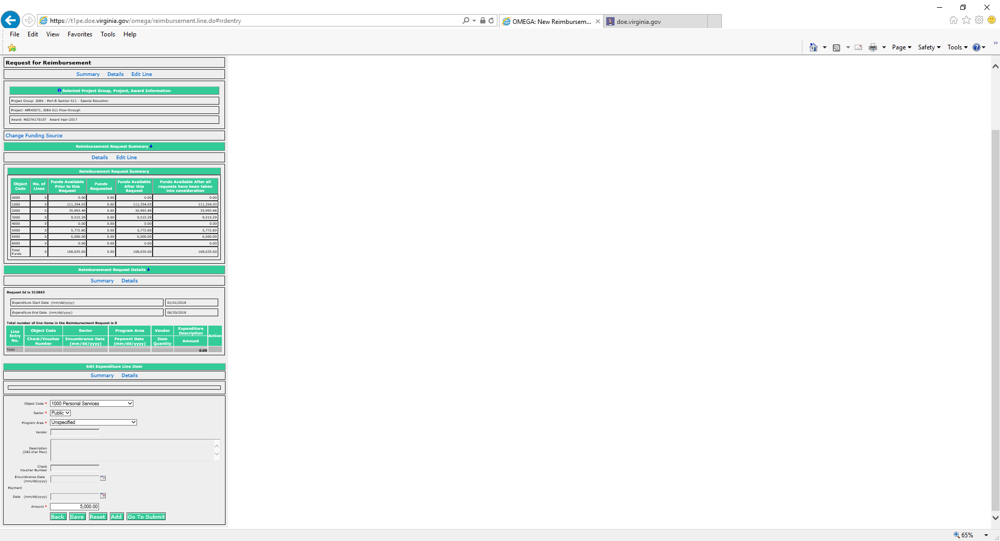 https://t1pe.doe.virginia.gov/omega/reimbursement.line.do#rrdentry
OMEGA: New Reimbursem...
doe.virginia.gov
File Edit View Favorites Tools Help
Page Safety Tools
Request for Reimbursement
Summary Details Edit Line
Selected Project Group, Project, Award Information
Project Group: IDEA - Part B Section 611 - Special Education
Project: APE43071, IDEA 611 Flow-through
Award: H027A170107 Award Year:2017
Change Funding Source
Reimbursement Request Summary
Details Edit Line
Reimbursment Request Summary
Object Code No. of Lines Funds Available Prior to this Request Funds Requested Funds Available After this Request Funds Available After all requests have been taken into consideration
0000 0 0.00 0.00 0.00 0.00
1000 0 111,354.03 0.00 111,354.03 111,354.03
2000 0 35,993.48 0.00 35,993.48 35,993.48
3000 0 9,515.29 0.00 9,515.29 9,515.29
4000 0 0.00 0.00 0.00 0.00
5000 0 5,772.80 0.00 5,772.80 5,772.80
6000 0 6,000.00 0.00 6,000.00 6,000.00
8000 0 0.00 0.00 0.00 0.00
Total Funds 0 168,635.60 0.00 168,635.60 168,635.60
Reimbursement Request Details
Summary Details
Request Id is 313863
Expenditure Start Date (mm/dd/yyyy) 01/01/2018
Expenditure End Date (mm/dd/yyyy) 06/30/2018
Total number of line items in the Reimbursement Request is 0
Line Entry No. Object Code Sector Program Area Vendor Expenditure Description Action
Check/Voucher Number Encumbrance Date (mm/dd/yyyy) Payment Date (mm/dd/yyyy) Item Quantity Amount
Total 0.00
Edit Expenditure Line Item
Summary Details
Object Code * 1000 Personal Services
Sector * Public
Program Area * Unspecified
Vendor
Description
(240 char Max)
Check
Voucher Number
Encumbrance Date
(mm/dd/yyyy)
Payment
Date (mm/dd/yyyy)
Amount * 5,000.00
Back Save Reset Add Go To Submit
65%